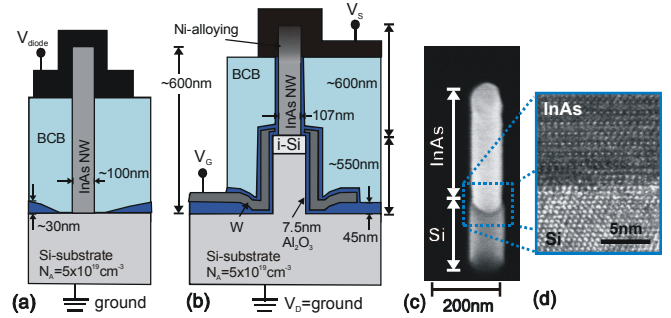 V_diode
BCB
InAs NW
~100nm
~30nm
Si-substrate
N_A=5x10^19cm^-3
(a)
ground
Ni-alloying
V_S
~600nm
BCB
InAs NW
~600nm
107nm
i-Si
V_G
~550nm
W
7.5nm
Al2O3
45nm
Si-substrate
N_A=5x10^19cm^-3
(b)
V_D=ground
InAs
Si
(c)
200nm
InAs
Si
5nm
(d)